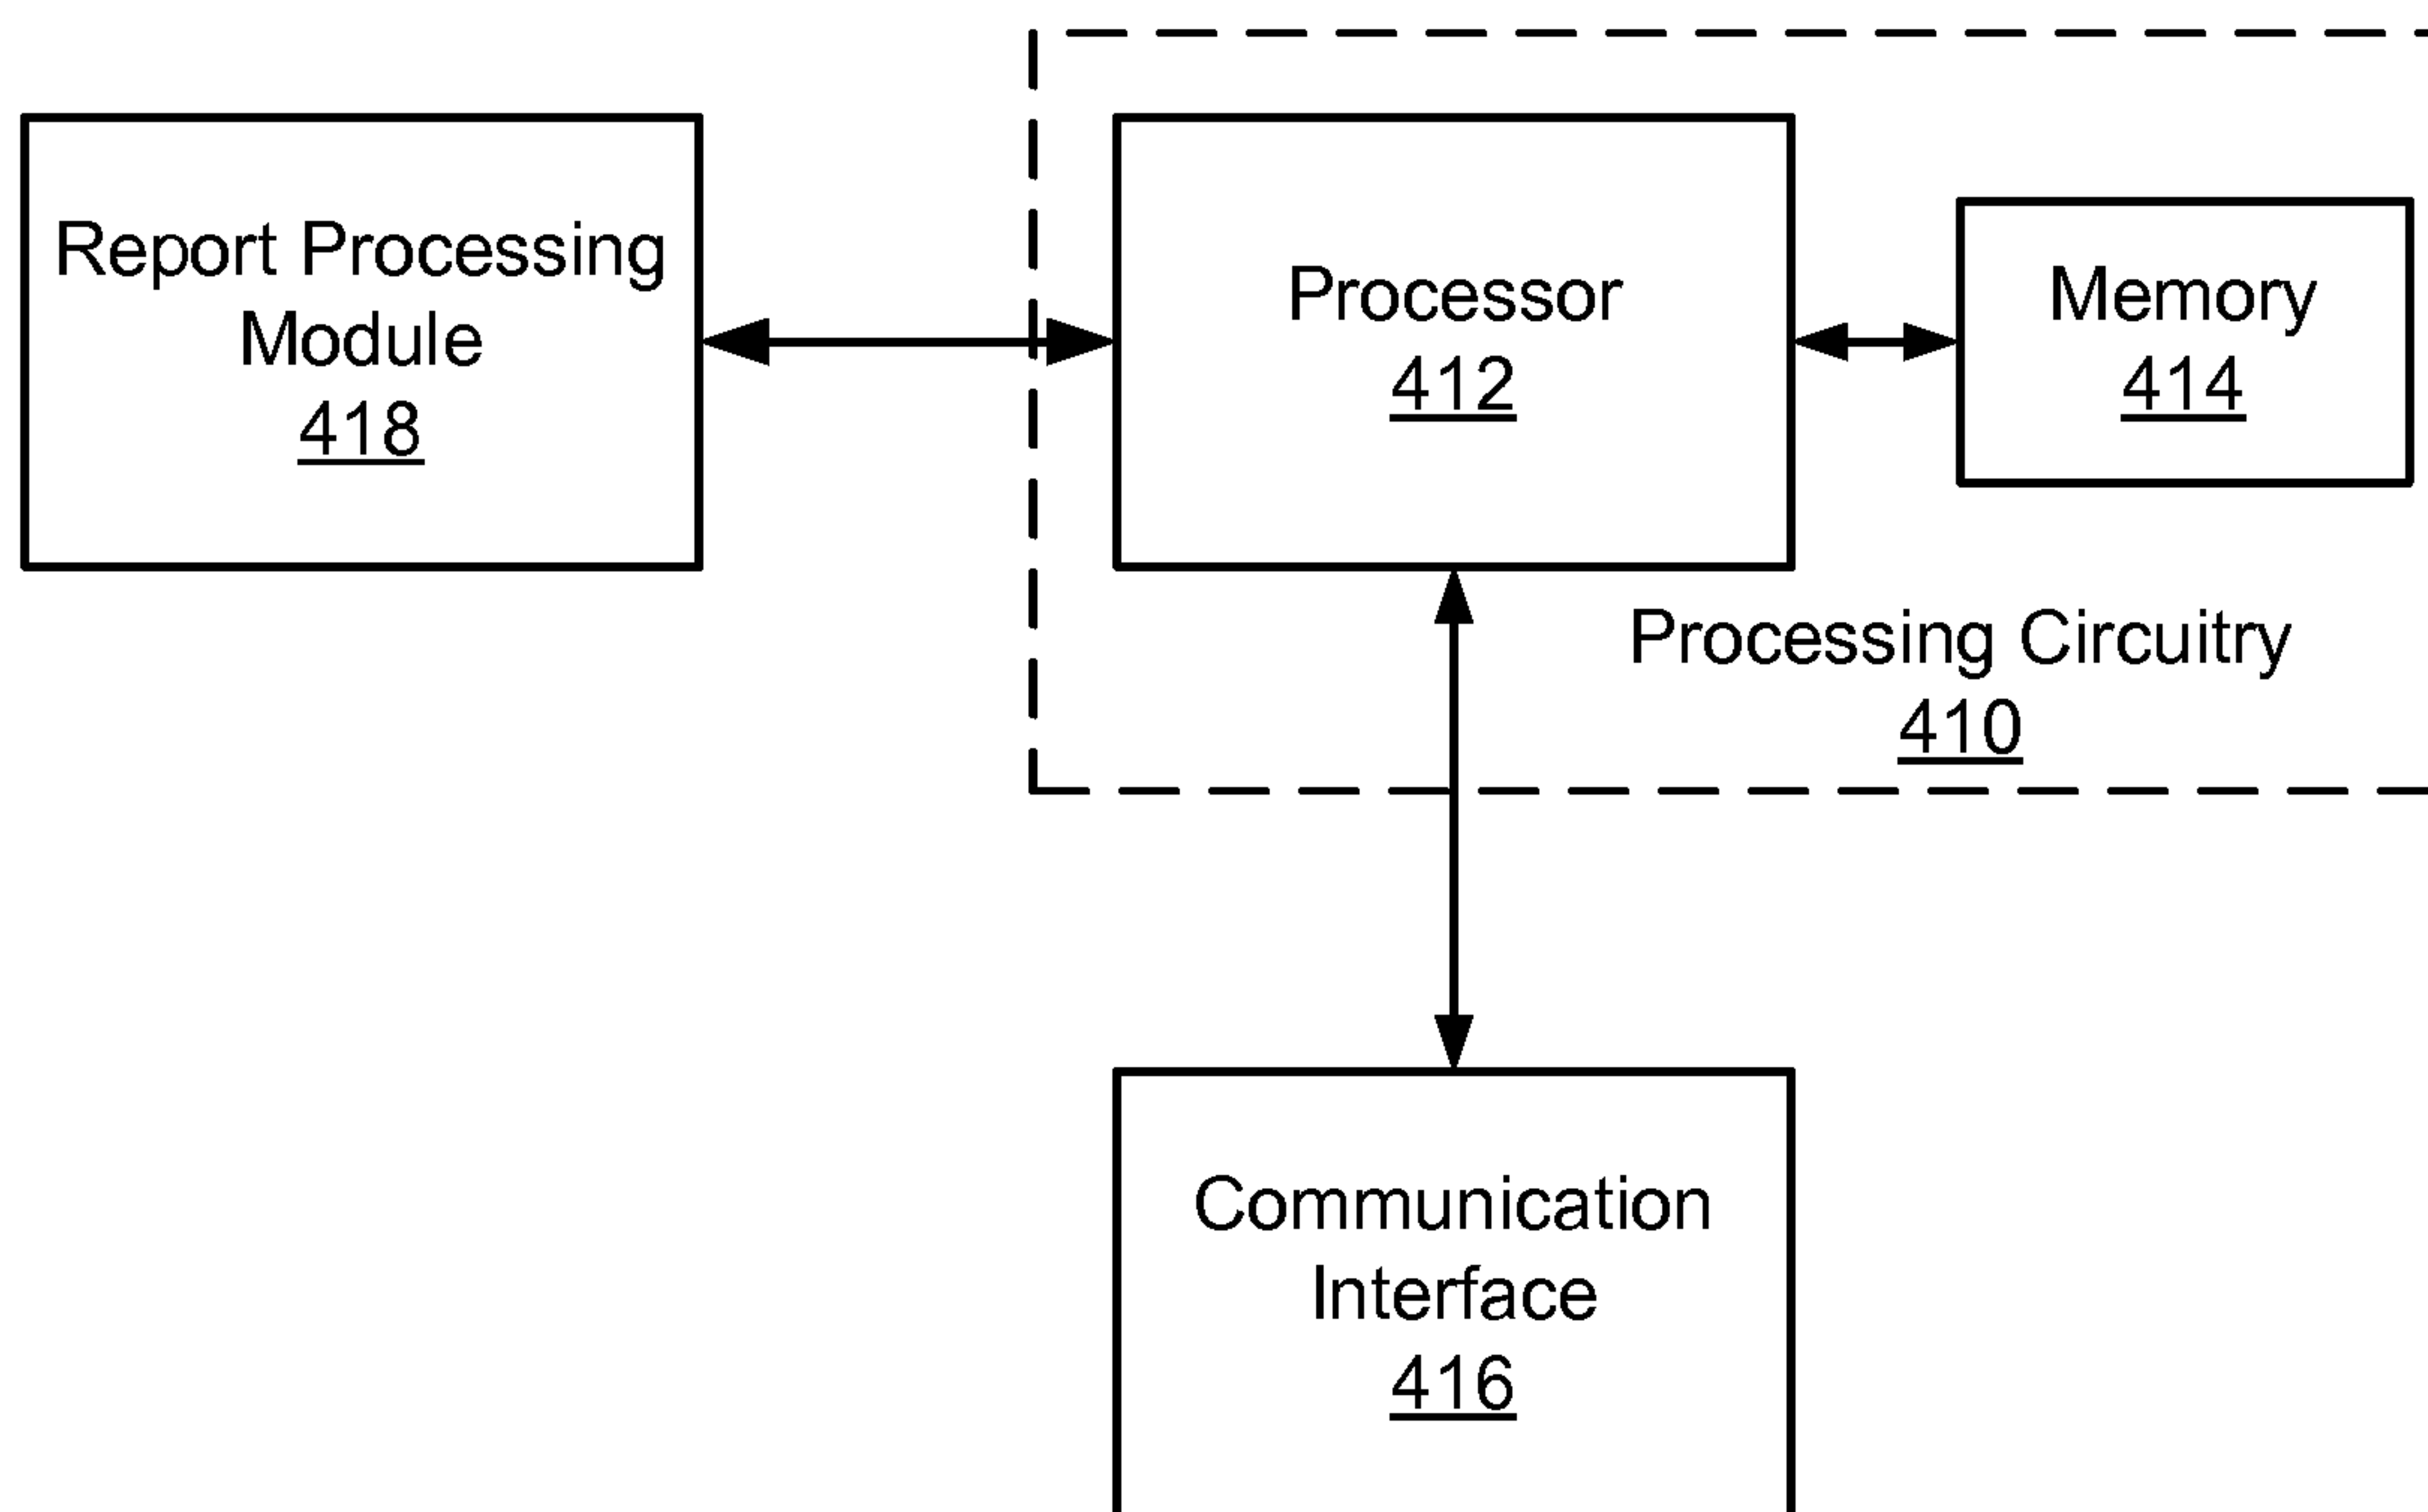 Report Processing
Module
418
Processor
412
Memory
414
Processing Circuitry
410
Communication
Interface
416